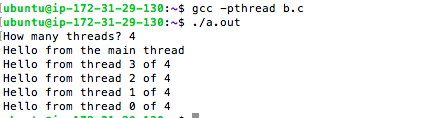 [ubuntu@ip-172-31-29-130:~$ gcc -pthread b.c
[ubuntu@ip-172-31-29-130:~$ ./a.out
[How many threads? 4
Hello from the main thread
Hello from thread 3 of 4
Hello from thread 2 of 4
Hello from thread 1 of 4
Hello from thread 0 of 4